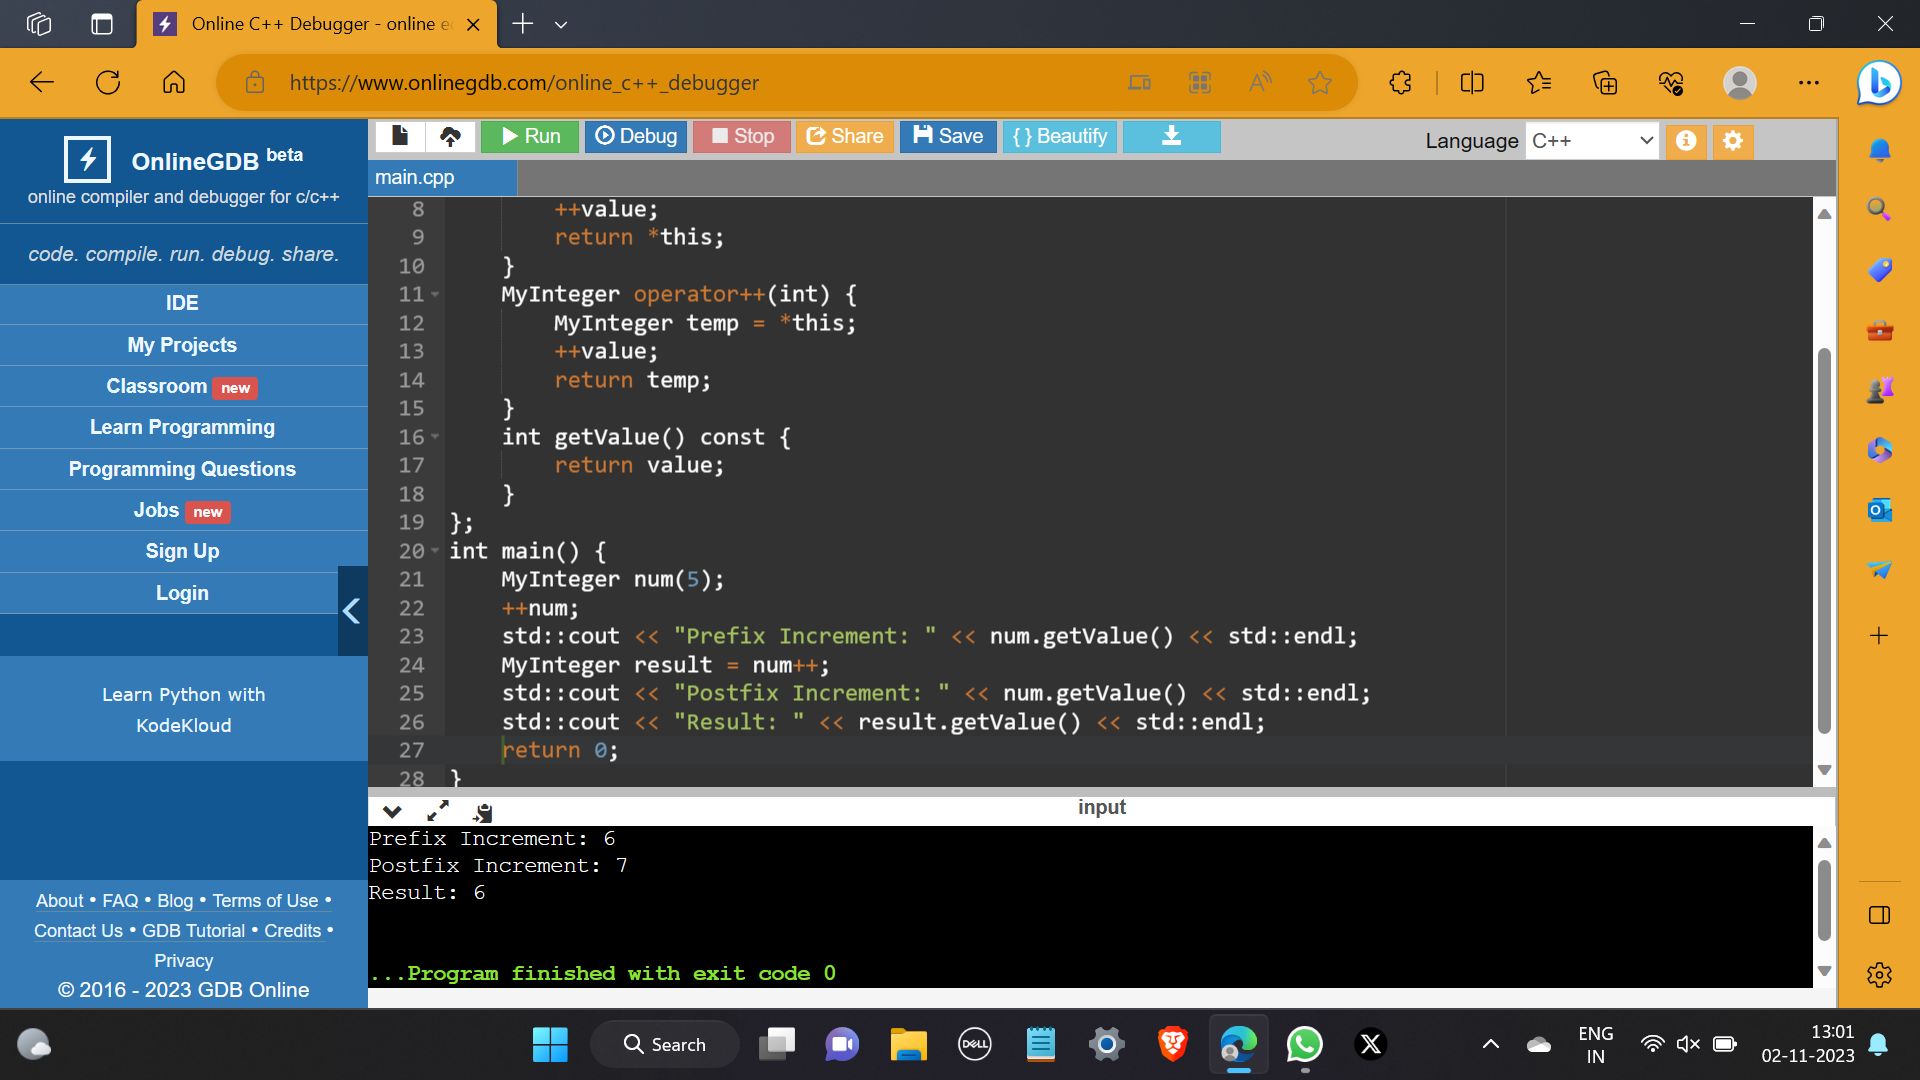 Online C++ Debugger - online e
https://www.onlinegdb.com/online_c++_debugger
OnlineGDB beta
online compiler and debugger for c/c++
code. compile. run. debug. share.
IDE
My Projects
Classroom new
Learn Programming
Programming Questions
Jobs new
Sign Up
Login
Learn Python with
KodeKloud
About • FAQ • Blog • Terms of Use •
Contact Us • GDB Tutorial • Credits •
Privacy
© 2016 - 2023 GDB Online
Run Debug Stop Share Save { } Beautify
Language C++
main.cpp
8 ++value;
9 return *this;
10 }
11 MyInteger operator++(int) {
12 MyInteger temp = *this;
13 ++value;
14 return temp;
15 }
16 int getValue() const {
17 return value;
18 }
19 };
20 int main() {
21 MyInteger num(5);
22 ++num;
23 std::cout << "Prefix Increment: " << num.getValue() << std::endl;
24 MyInteger result = num++;
25 std::cout << "Postfix Increment: " << num.getValue() << std::endl;
26 std::cout << "Result: " << result.getValue() << std::endl;
27 return 0;
28 }
input
Prefix Increment: 6
Postfix Increment: 7
Result: 6
...Program finished with exit code 0
Search
DELL
X
ENG
IN
13:01
02-11-2023